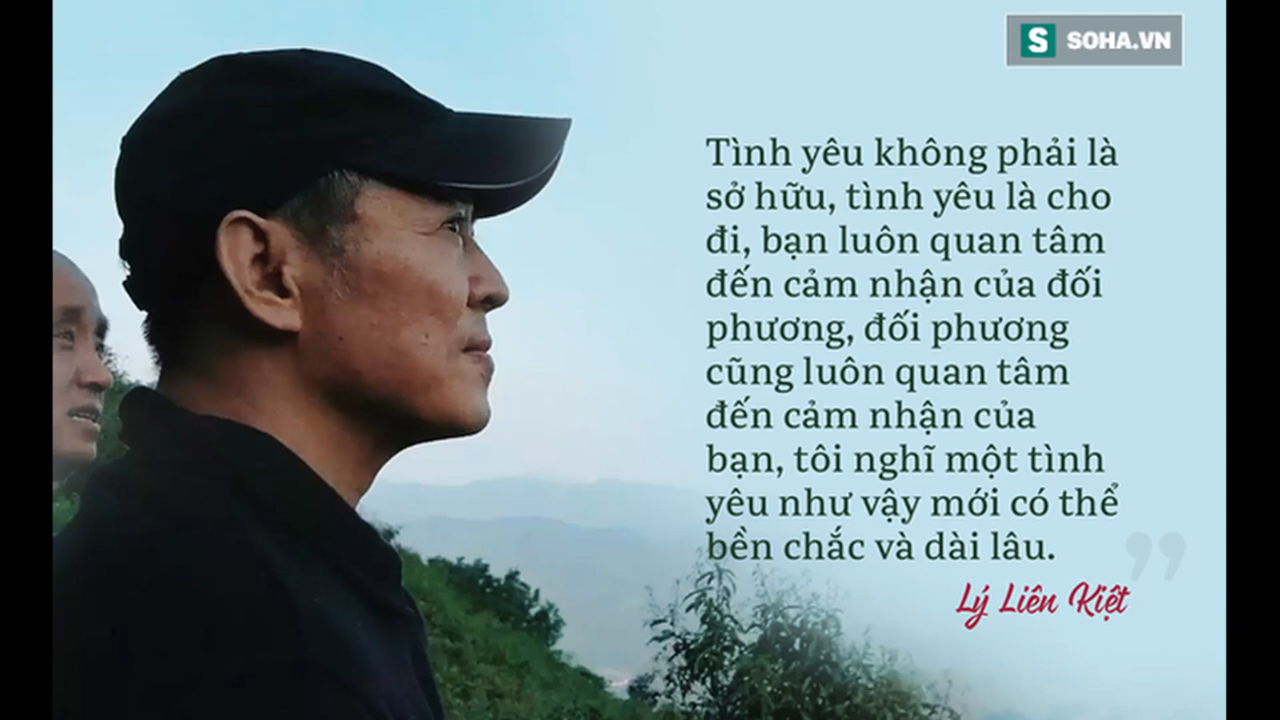 S SOHA.VN
Tình yêu không phải là
sở hữu, tình yêu là cho
đi, bạn luôn quan tâm
đến cảm nhận của đối
phương, đối phương
cũng luôn quan tâm
đến cảm nhận của
bạn, tôi nghĩ một tình
yêu như vậy mới có thể
bền chắc và dài lâu.
”
Lý Liên Kiệt